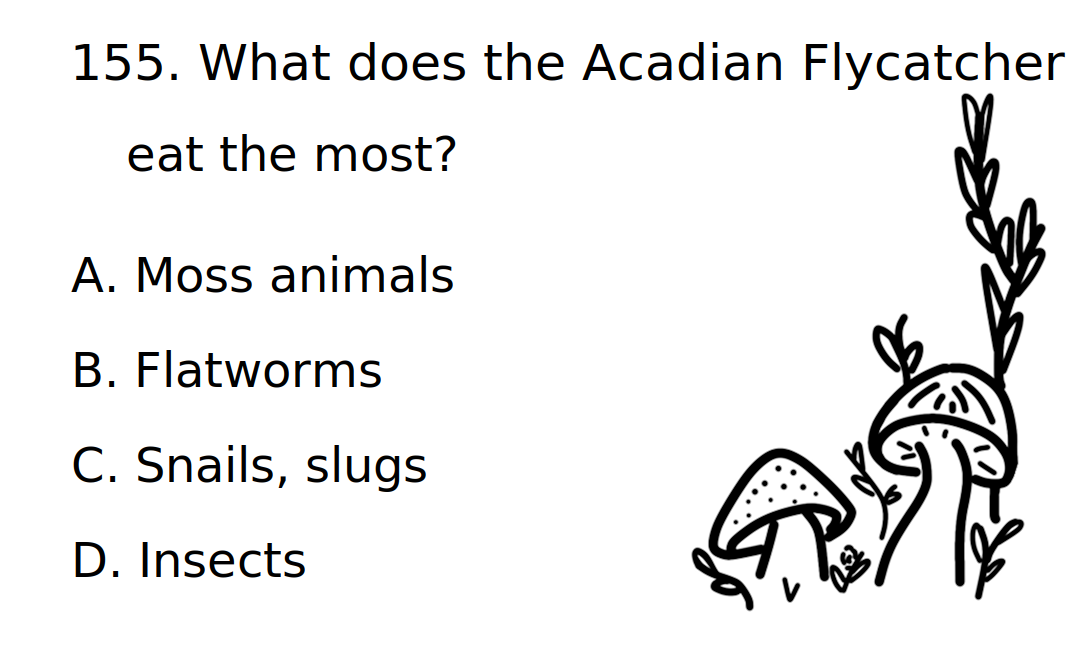 155. What does the Acadian Flycatcher
eat the most?
A. Moss animals
B. Flatworms
C. Snails, slugs
D. Insects